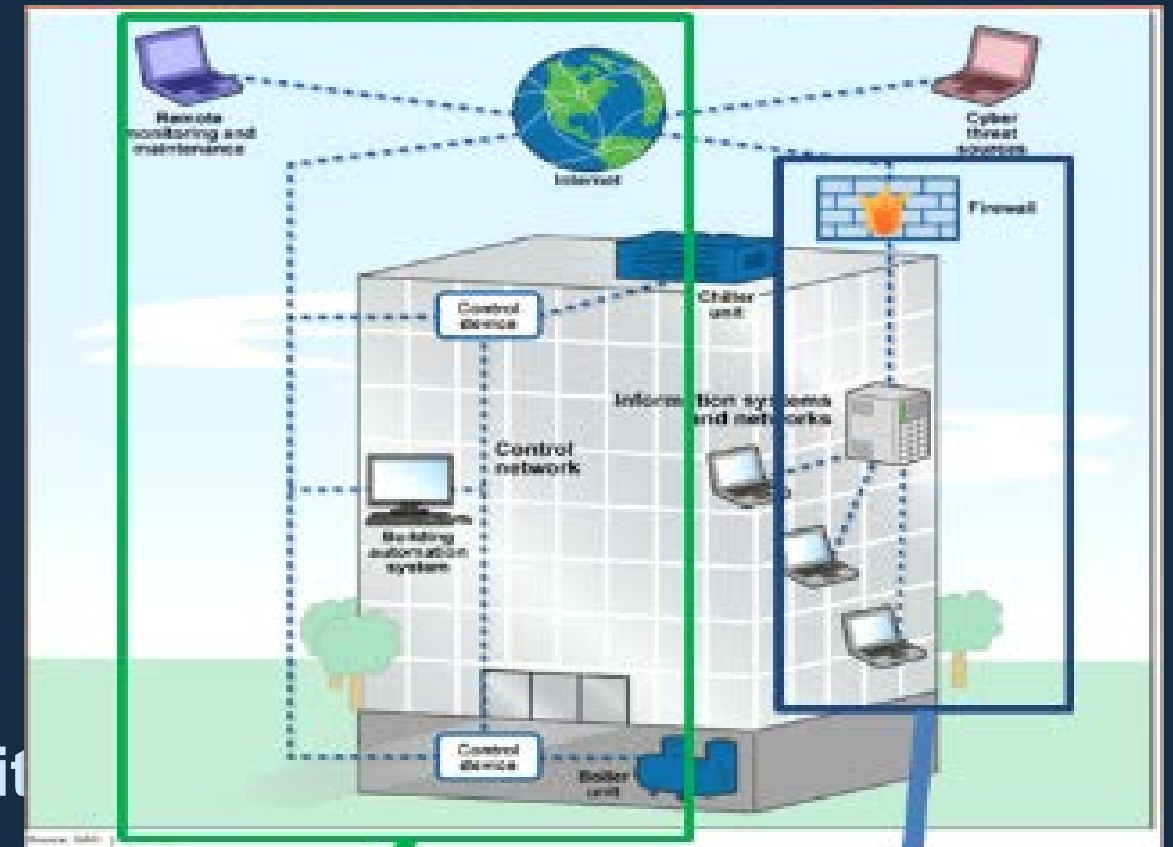 Remote
monitoring and
maintenance
Internet
Cyber
threat
sources
Firewall
Chiller
unit
Control
device
Information systems
and networks
Control
network
Building
automation
system
Control
device
Boiler
unit
it